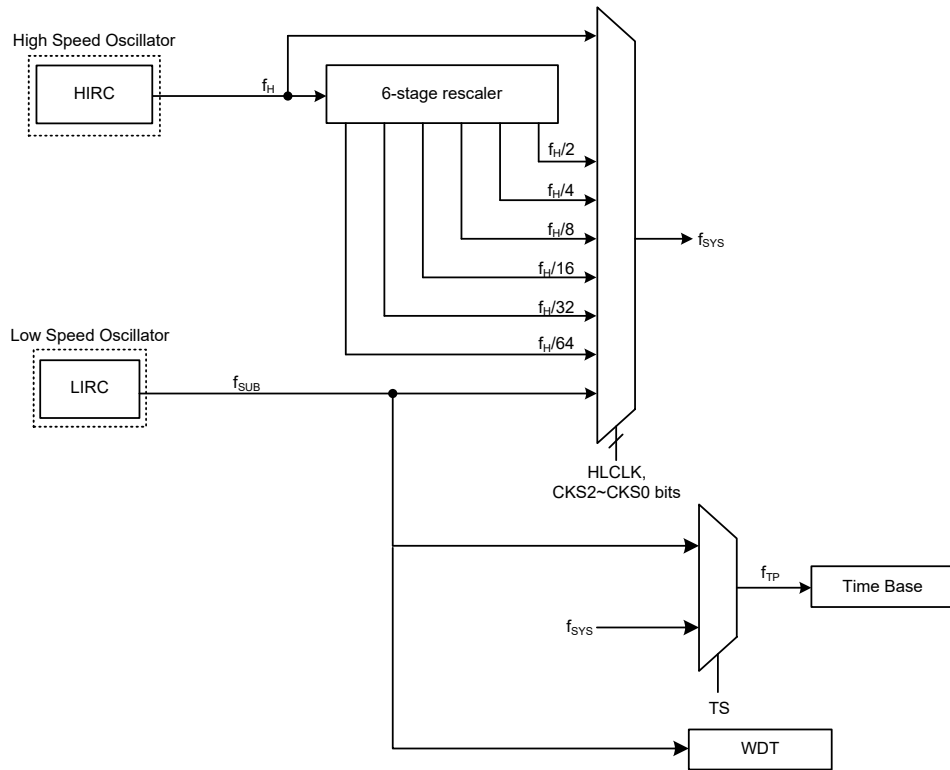 High Speed Oscillator
HIRC
fH
6-stage rescaler
fH/2
fH/4
fH/8
fH/16
fH/32
fH/64
fSYS
Low Speed Oscillator
LIRC
fSUB
HLCLK,
CKS2~CKS0 bits
fTP
Time Base
fSYS
TS
WDT